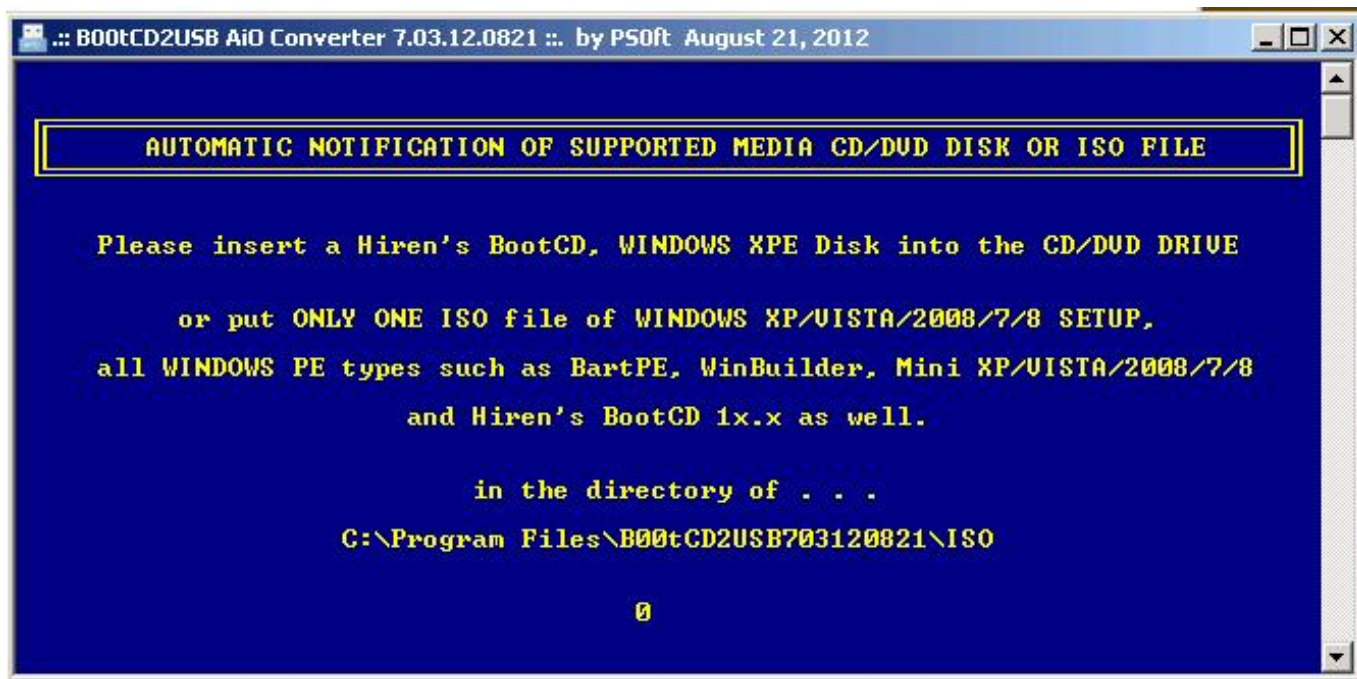 .:: B00tCD2USB AiO Converter 7.03.12.0821 ::. by PS0ft August 21, 2012
AUTOMATIC NOTIFICATION OF SUPPORTED MEDIA CD/DVD DISK OR ISO FILE
Please insert a Hiren's BootCD, WINDOWS XPE Disk into the CD/DVD DRIVE
or put ONLY ONE ISO file of WINDOWS XP/VISTA/2008/7/8 SETUP,
all WINDOWS PE types such as BartPE, WinBuilder, Mini XP/VISTA/2008/7/8
and Hiren's BootCD 1x.x as well.
in the directory of . . .
C:\Program Files\B00tCD2USB703120821\ISO
0